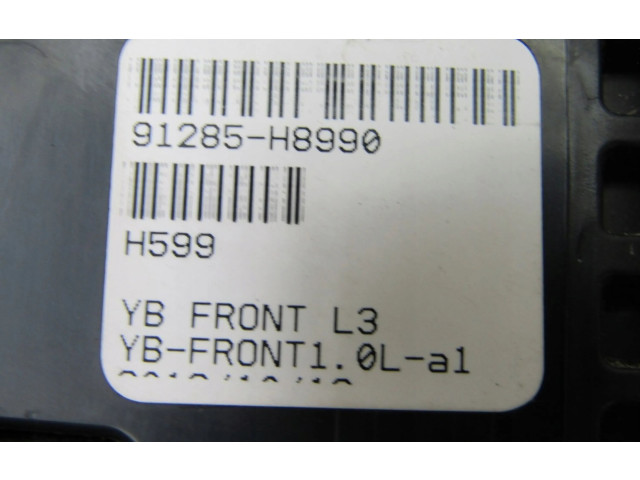 91285-H8990
H599
YB FRONT L3
YB-FRONT1.0L-a1